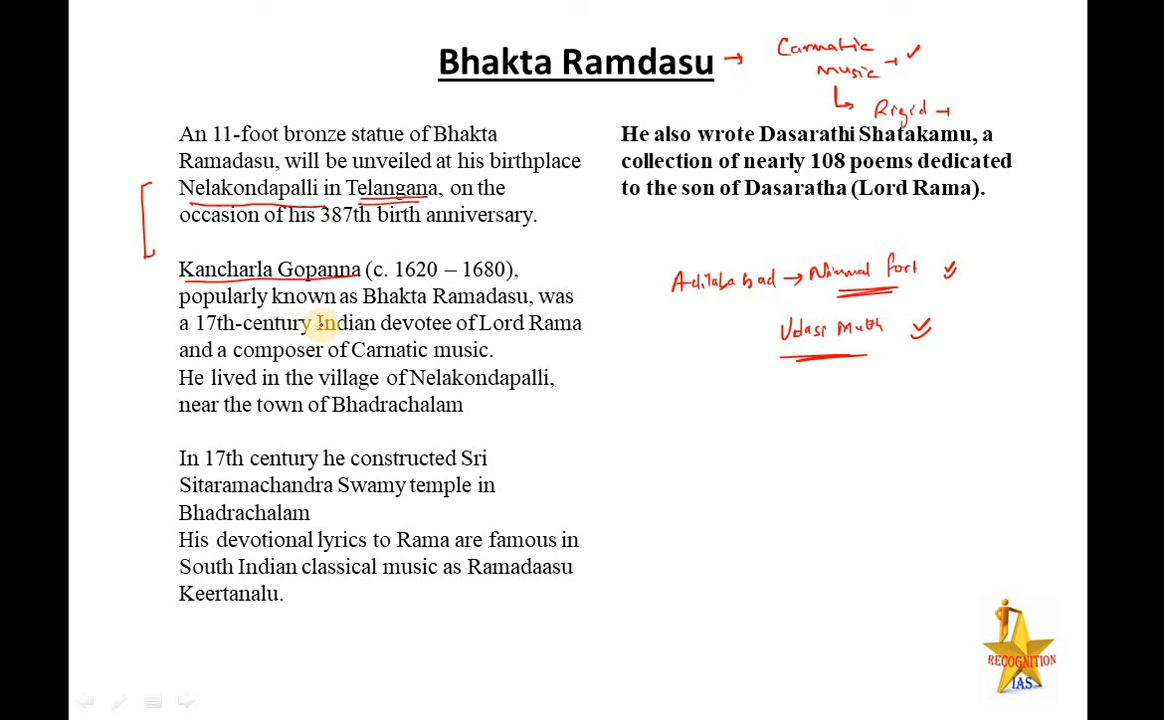 Bhakta Ramdasu → Carnatic
music → ✓
↳ Rigid →
An 11-foot bronze statue of Bhakta
Ramadasu, will be unveiled at his birthplace
Nelakondapalli in Telangana, on the
occasion of his 387th birth anniversary.
Kancharla Gopanna (c. 1620 – 1680),
popularly known as Bhakta Ramadasu, was
a 17th-century Indian devotee of Lord Rama
and a composer of Carnatic music.
He lived in the village of Nelakondapalli,
near the town of Bhadrachalam
In 17th century he constructed Sri
Sitaramachandra Swamy temple in
Bhadrachalam
His devotional lyrics to Rama are famous in
South Indian classical music as Ramadaasu
Keertanalu.
He also wrote Dasarathi Shatakamu, a
collection of nearly 108 poems dedicated
to the son of Dasaratha (Lord Rama).
Adilabad → Nirmal fort ✓
Udasi Muth ✓
RECOGNITION
IAS